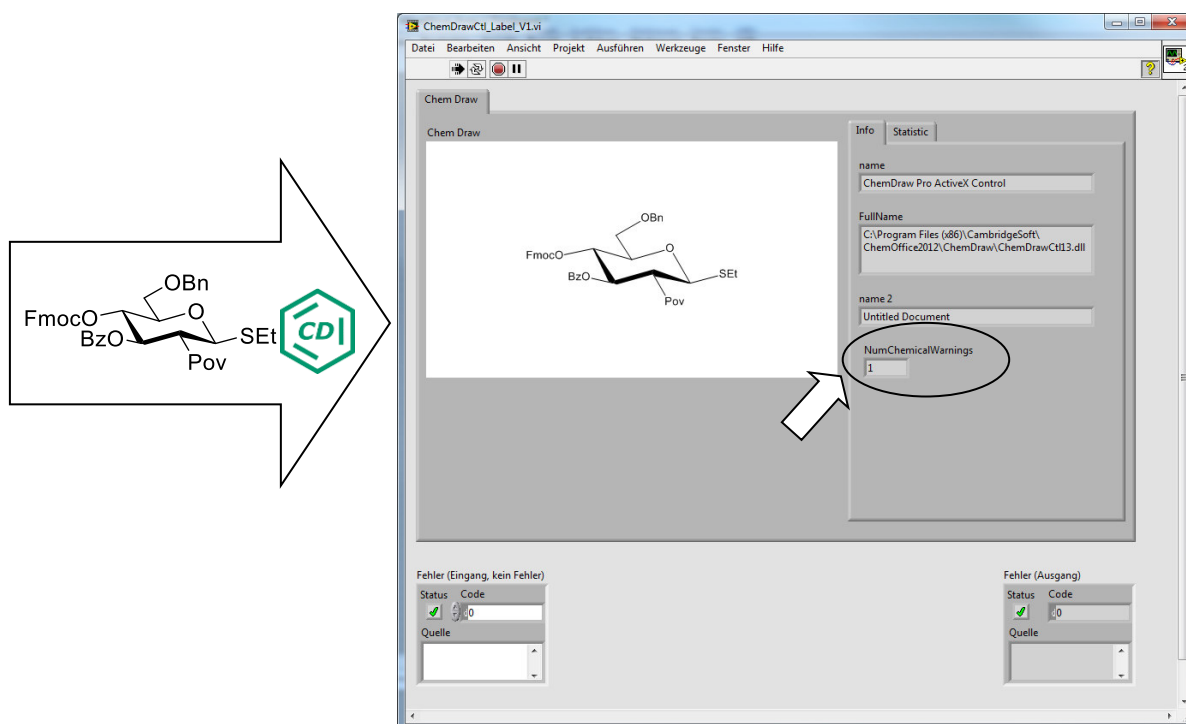 OBn
FmocO
O
BzO
SEt
Pov
CD
ChemDrawCtl_Label_V1.vi
Datei Bearbeiten Ansicht Projekt Ausführen Werkzeuge Fenster Hilfe
?
Chem Draw
Chem Draw
OBn
O
FmocO
BzO
SEt
Pov
Info Statistic
name
ChemDraw Pro ActiveX Control
FullName
C:\Program Files (x86)\CambridgeSoft\
ChemOffice2012\ChemDraw\ChemDrawCtl13.dll
name 2
Untitled Document
NumChemicalWarnings
1
Fehler (Eingang, kein Fehler)
Status Code
0
Quelle
Fehler (Ausgang)
Status Code
0
Quelle